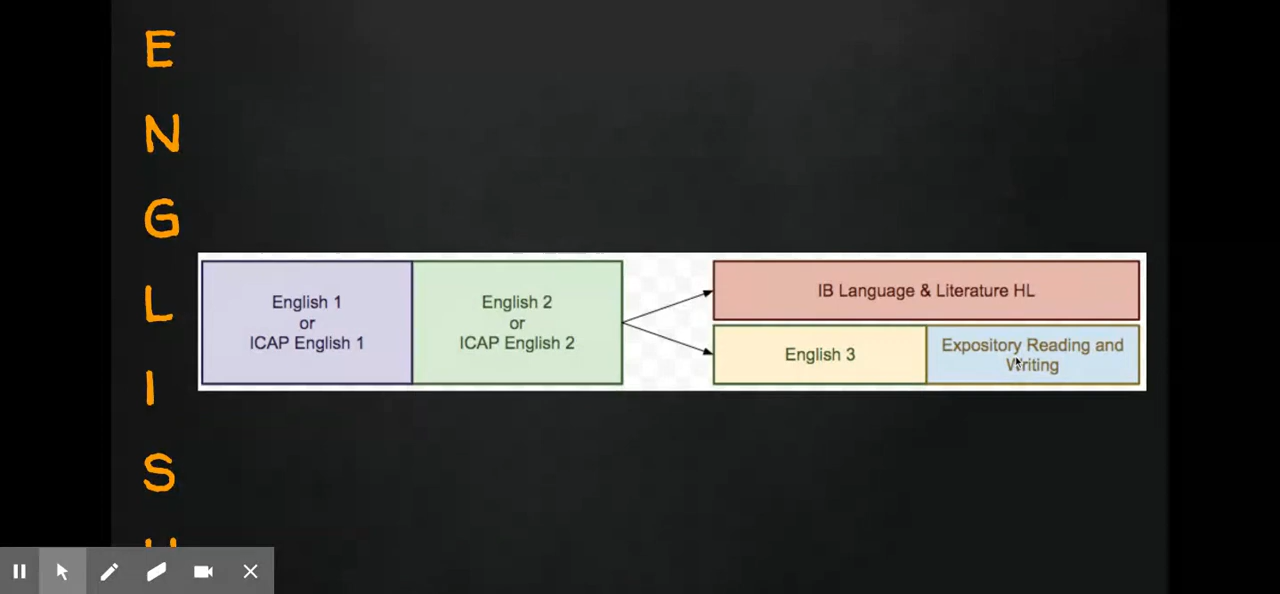 E
N
G
L
I
S
English 1
or
ICAP English 1
English 2
or
ICAP English 2
IB Language & Literature HL
English 3
Expository Reading and
Writing